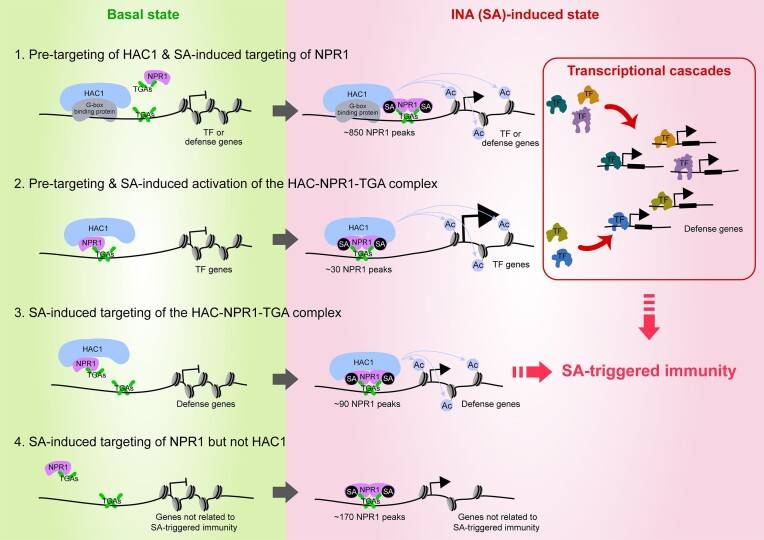 Basal state
INA (SA)-induced state
1. Pre-targeting of HAC1 & SA-induced targeting of NPR1
HAC1
G-box
binding protein
NPR1
TGAs
TGAs
TF or
defense genes
HAC1
G-box
binding protein
SA
NPR1
SA
TGAs
Ac
Ac
Ac
~850 NPR1 peaks
TF or
defense genes
2. Pre-targeting & SA-induced activation of the HAC-NPR1-TGA complex
HAC1
NPR1
TGAs
TF genes
HAC1
SA
NPR1
SA
TGAs
Ac
Ac
Ac
~30 NPR1 peaks
TF genes
3. SA-induced targeting of the HAC-NPR1-TGA complex
HAC1
NPR1
TGAs
TGAs
Defense genes
HAC1
SA
NPR1
SA
TGAs
Ac
Ac
Ac
~90 NPR1 peaks
Defense genes
4. SA-induced targeting of NPR1 but not HAC1
NPR1
TGAs
TGAs
Genes not related to
SA-triggered immunity
SA
NPR1
SA
TGAs
~170 NPR1 peaks
Genes not related to
SA-triggered immunity
Transcriptional cascades
TF
TF
TF
TF
TF
TF
TF
TF
TF
TF
Defense genes
SA-triggered immunity